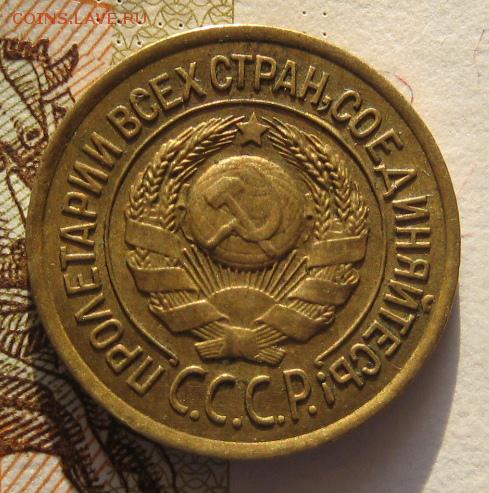 COINS.LAVE.RU
ПРОЛЕТАРИИ ВСЕХ СТРАН, СОЕДИНЯЙТЕСЬ!
С.С.С.Р.